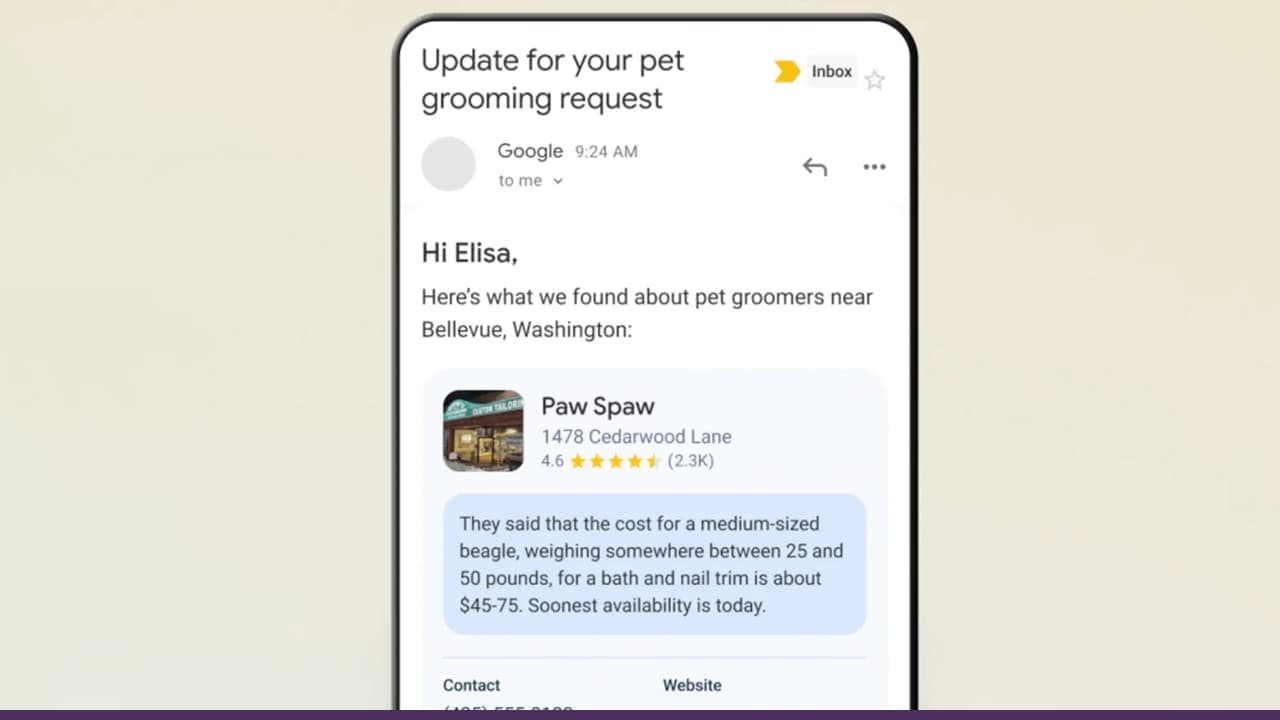 Update for your pet
grooming request
Inbox
Google 9:24 AM
to me
Hi Elisa,
Here’s what we found about pet groomers near
Bellevue, Washington:
Paw Spaw
1478 Cedarwood Lane
4.6 (2.3K)
They said that the cost for a medium-sized
beagle, weighing somewhere between 25 and
50 pounds, for a bath and nail trim is about
$45-75. Soonest availability is today.
Contact Website